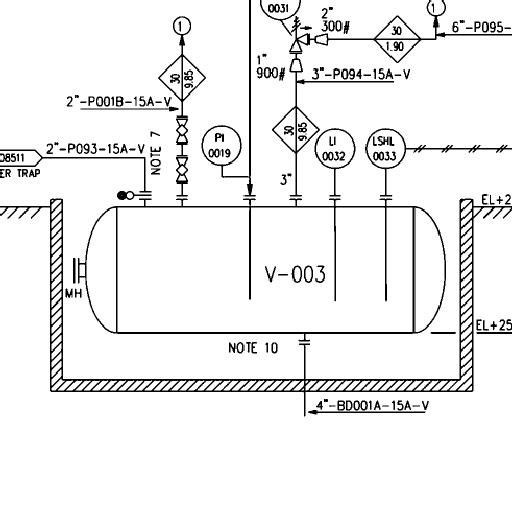 0031
1
2"
300#
1
30
1.90
6"-P095-
1"
900#
30
9.85
3"-P094-15A-V
2"-P001B-15A-V
30
9.85
NOTE 7
PI
0019
LI
0032
LSHL
0033
08511
ER TRAP
2"-P093-15A-V
3"
EL+2
V-003
MH
EL+25
NOTE 10
4"-BD001A-15A-V